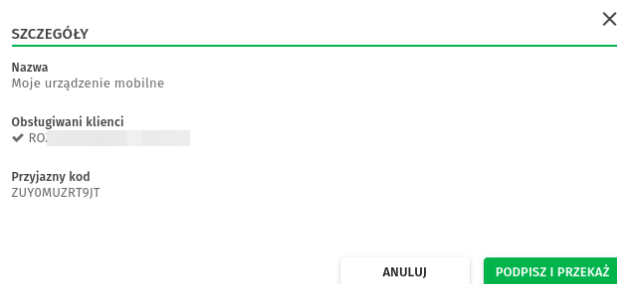 SZCZEGÓŁY
Nazwa
Moje urządzenie mobilne
Obsługiwani klienci
RO.
Przyjazny kod
ZUY0MUZRT9JT
ANULUJ
PODPISZ I PRZEKAŻ